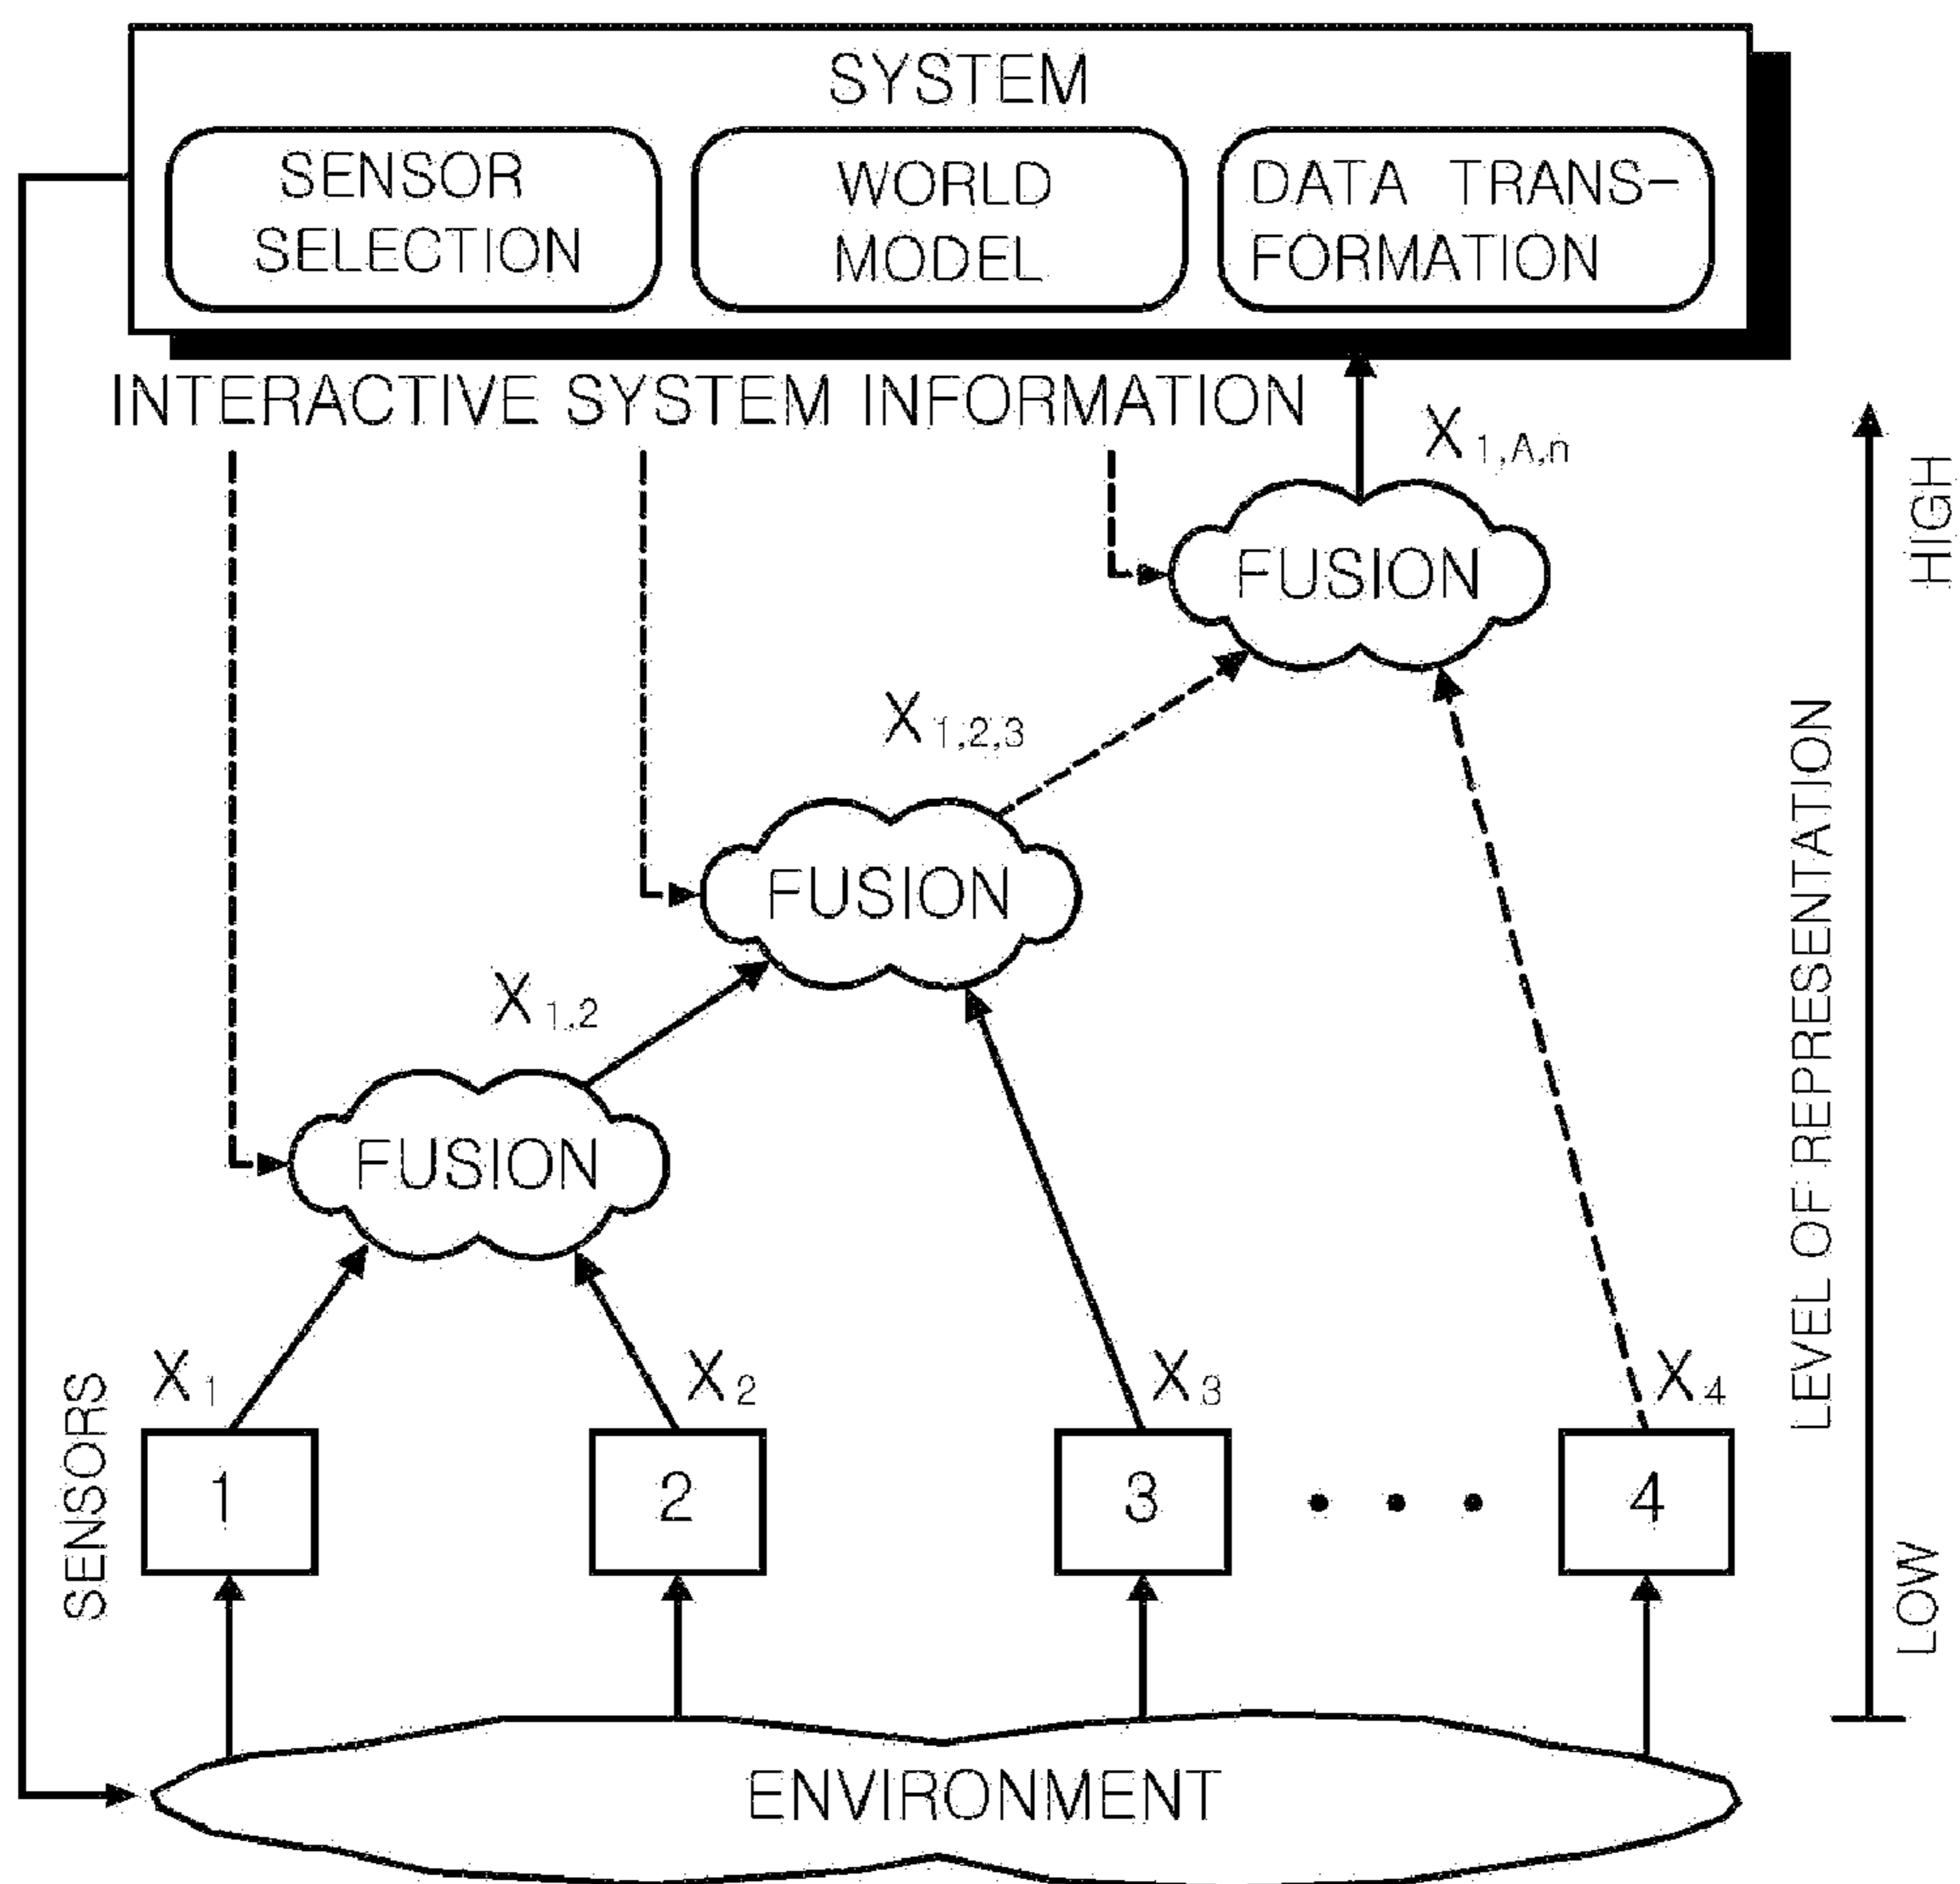 SYSTEM
SENSOR
SELECTION
WORLD
MODEL
DATA TRANS-
FORMATION
INTERACTIVE SYSTEM INFORMATION
X1,A,n
HIGH
FUSION
X1,2,3
LEVEL OF REPRESENTATION
FUSION
X1,2
FUSION
SENSORS
X1
X2
X3
X4
1
2
3
• • •
4
LOW
ENVIRONMENT